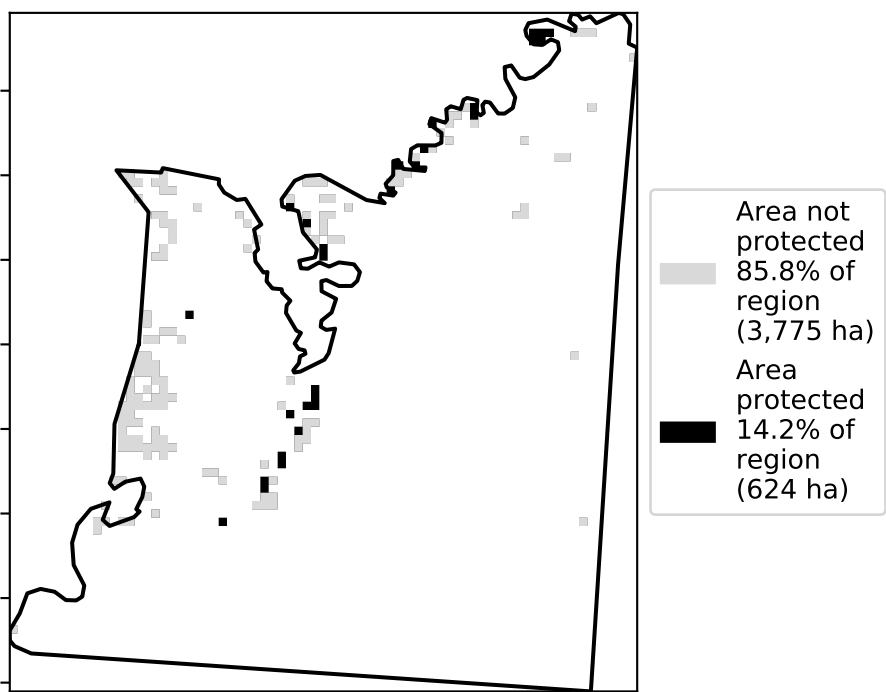 Area not
protected
85.8% of
region
(3,775 ha)
Area
protected
14.2% of
region
(624 ha)